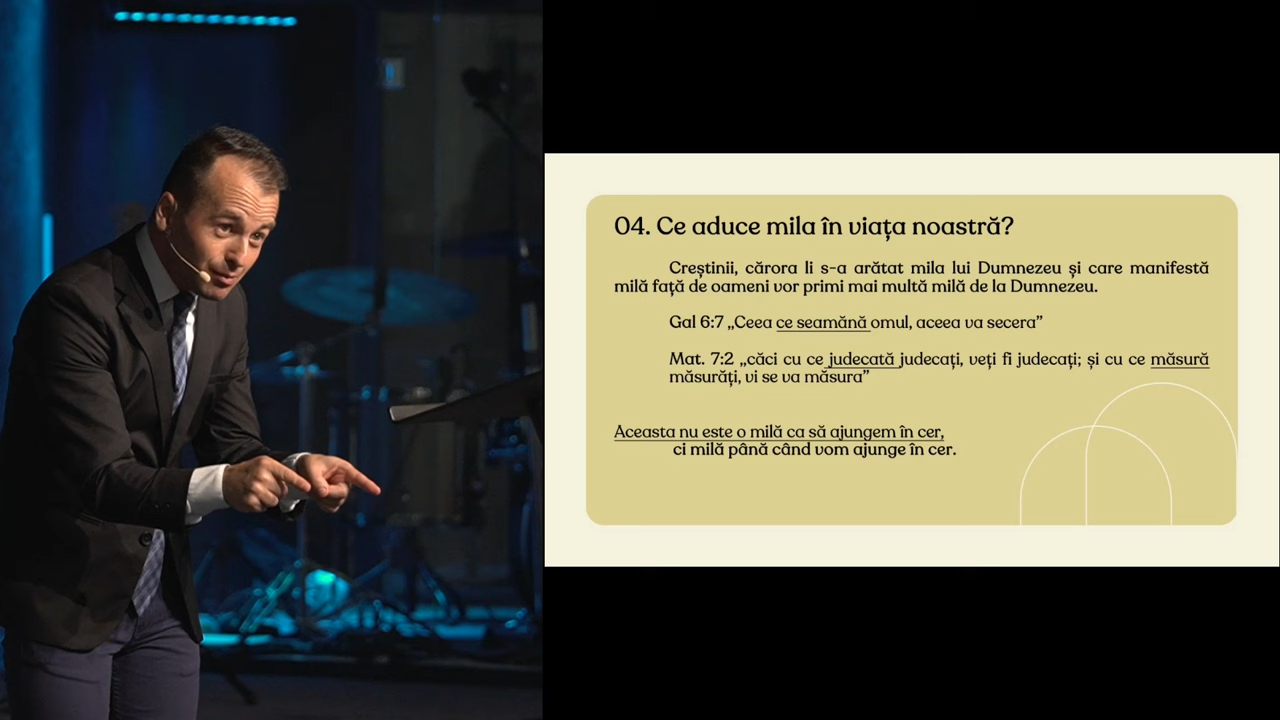 04. Ce aduce mila în viața noastră?
Creștinii, cărora li s-a arătat mila lui Dumnezeu și care manifestă
milă față de oameni vor primi mai multă milă de la Dumnezeu.
Gal 6:7 „Ceea ce seamănă omul, aceea va secera”
Mat. 7:2 „căci cu ce judecată judecați, veți fi judecați; și cu ce măsură
măsurăți, vi se va măsura”
Aceasta nu este o milă ca să ajungem în cer,
ci milă până când vom ajunge în cer.